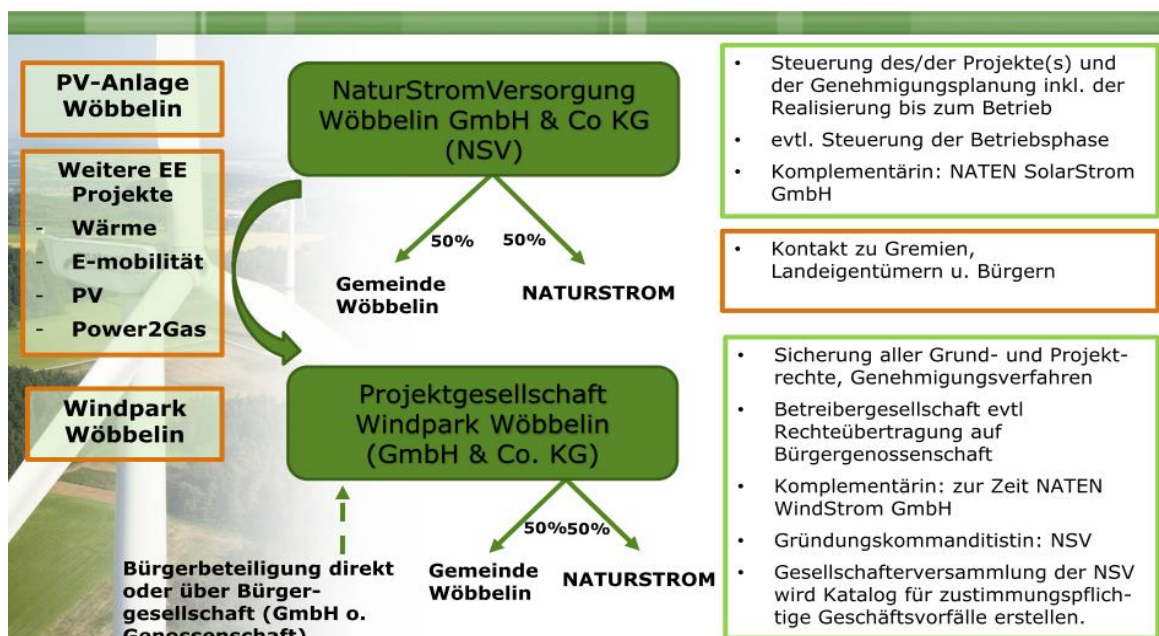 PV-Anlage
Wöbbelin
Weitere EE
Projekte
- Wärme
- E-mobilität
- PV
- Power2Gas
Windpark
Wöbbelin
NaturStromVersorgung
Wöbbelin GmbH & Co KG
(NSV)
50% 50%
Gemeinde
Wöbbelin
NATURSTROM
Projektgesellschaft
Windpark Wöbbelin
(GmbH & Co. KG)
50%50%
Gemeinde
Wöbbelin
NATURSTROM
Bürgerbeteiligung direkt
oder über Bürger-
gesellschaft (GmbH o.
Genossenschaft)
• Steuerung des/der Projekte(s) und
der Genehmigungsplanung inkl. der
Realisierung bis zum Betrieb
• evtl. Steuerung der Betriebsphase
• Komplementärin: NATEN SolarStrom
GmbH
• Kontakt zu Gremien,
Landeigentümern u. Bürgern
• Sicherung aller Grund- und Projekt-
rechte, Genehmigungsverfahren
• Betreibergesellschaft evtl
Rechteübertragung auf
Bürgergenossenschaft
• Komplementärin: zur Zeit NATEN
WindStrom GmbH
• Gründungskommanditistin: NSV
• Gesellschafterversammlung der NSV
wird Katalog für zustimmungspflich-
tige Geschäftsvorfälle erstellen.